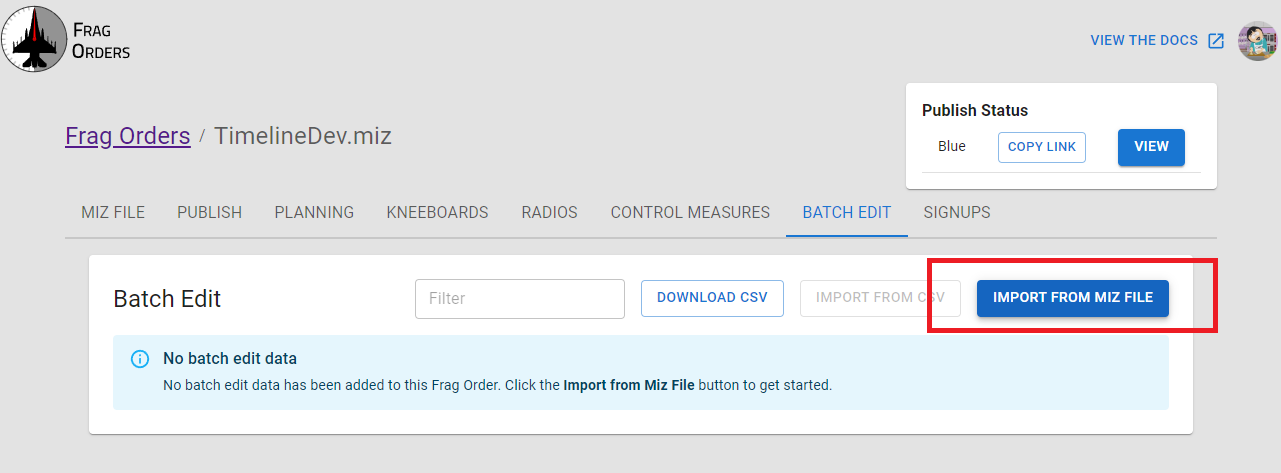 FRAG
ORDERS
VIEW THE DOCS
Publish Status
Blue COPY LINK VIEW
Frag Orders / TimelineDev.miz
MIZ FILE PUBLISH PLANNING KNEEBOARDS RADIOS CONTROL MEASURES BATCH EDIT SIGNUPS
Batch Edit Filter DOWNLOAD CSV IMPORT FROM CSV IMPORT FROM MIZ FILE
No batch edit data
No batch edit data has been added to this Frag Order. Click the Import from Miz File button to get started.